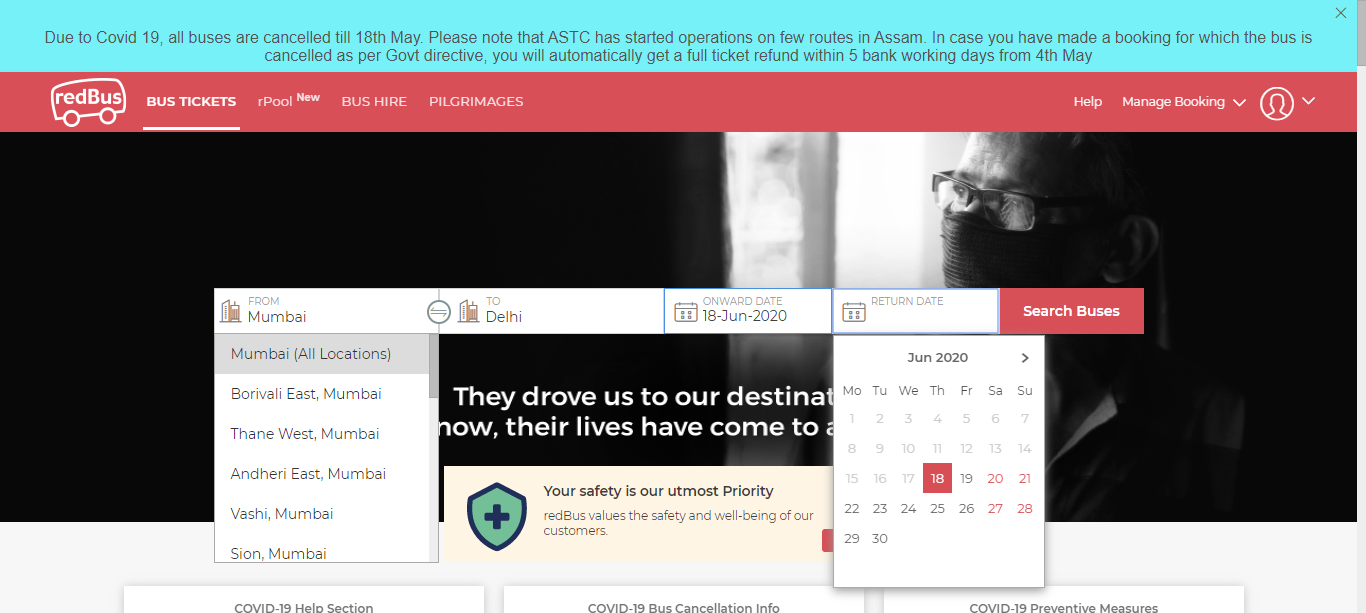 Due to Covid 19, all buses are cancelled till 18th May. Please note that ASTC has started operations on few routes in Assam. In case you have made a booking for which the bus is
cancelled as per Govt directive, you will automatically get a full ticket refund within 5 bank working days from 4th May
redBus BUS TICKETS rPool New BUS HIRE PILGRIMAGES Help Manage Booking
FROM TO ONWARD DATE RETURN DATE
Mumbai Delhi 18-Jun-2020 Search Buses
Mumbai (All Locations)
Borivali East, Mumbai
Thane West, Mumbai
Andheri East, Mumbai
Vashi, Mumbai
Sion, Mumbai
They drove us to our destinat
now, their lives have come to a
Your safety is our utmost Priority
redBus values the safety and well-being of our
customers.
Jun 2020
Mo Tu We Th Fr Sa Su
1 2 3 4 5 6 7
8 9 10 11 12 13 14
15 16 17 18 19 20 21
22 23 24 25 26 27 28
29 30
COVID-19 Help Section COVID-19 Bus Cancellation Info COVID-19 Preventive Measures